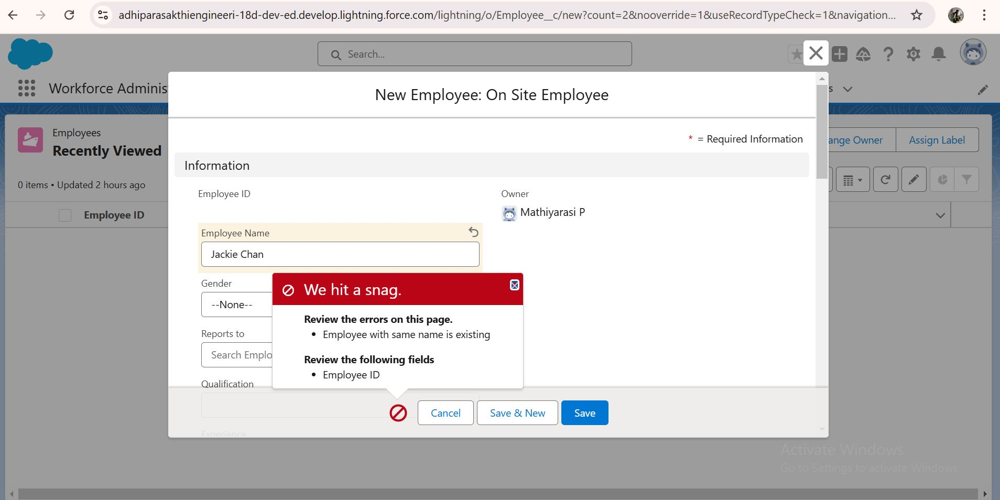 adhiparasakthiengineeri-18d-dev-ed.develop.lightning.force.com/lightning/o/Employee__c/new?count=2&nooverride=1&useRecordTypeCheck=1&navigation...
Search...
Workforce Adminis
s
New Employee: On Site Employee
Employees
Recently Viewed
ange Owner
Assign Label
0 items • Updated 2 hours ago
Employee ID
* = Required Information
Information
Employee ID
Owner
Mathiyarasi P
Employee Name
Jackie Chan
Gender
--None--
Reports to
Search Emplo
Qualification
Experience
We hit a snag.
Review the errors on this page.
• Employee with same name is existing
Review the following fields
• Employee ID
Cancel
Save & New
Save
Activate Windows
Go to Settings to activate Windows.